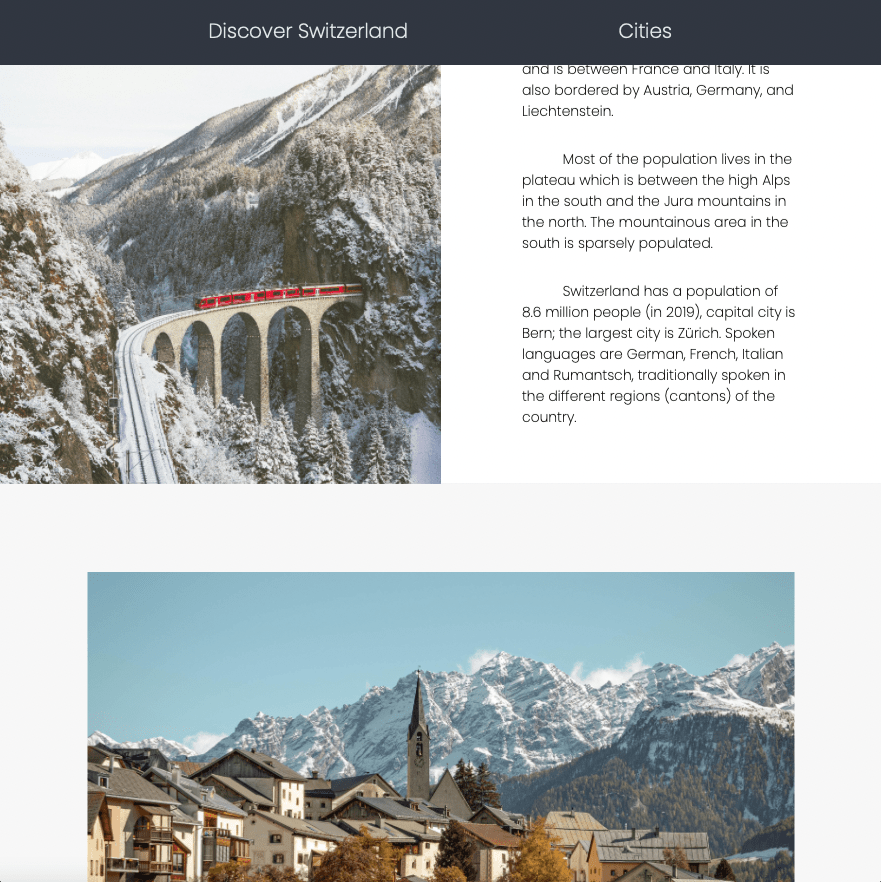 Discover Switzerland
Cities
and is between France and Italy. It is
also bordered by Austria, Germany, and
Liechtenstein.
Most of the population lives in the
plateau which is between the high Alps
in the south and the Jura mountains in
the north. The mountainous area in the
south is sparsely populated.
Switzerland has a population of
8.6 million people (in 2019), capital city is
Bern; the largest city is Zürich. Spoken
languages are German, French, Italian
and Rumantsch, traditionally spoken in
the different regions (cantons) of the
country.